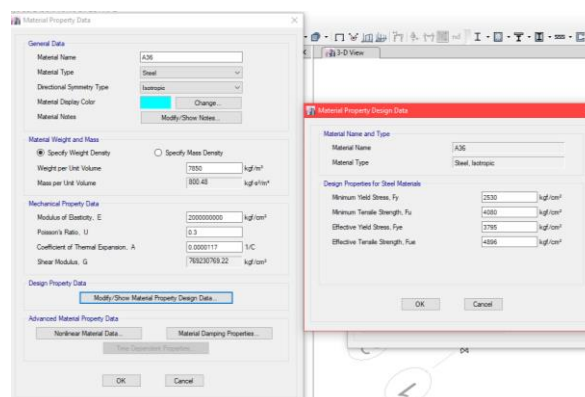 Material Property Data
General Data
Material Name A36
Material Type Steel
Directional Symmetry Type Isotropic
Material Display Color Change...
Material Notes Modify/Show Notes...
Material Weight and Mass
Specify Weight Density Specify Mass Density
Weight per Unit Volume 7850 kgf/m³
Mass per Unit Volume 800.48 kgf-s²/m⁴
Mechanical Property Data
Modulus of Elasticity, E 2000000000 kgf/cm²
Poisson's Ratio, U 0.3
Coefficient of Thermal Expansion, A 0.0000117 1/C
Shear Modulus, G 769230769.22 kgf/cm²
Design Property Data
Modify/Show Material Property Design Data...
Advanced Material Property Data
Nonlinear Material Data... Material Damping Properties...
Time Dependent Properties...
OK Cancel
3-D View
Material Property Design Data
Material Name and Type
Material Name A36
Material Type Steel, Isotropic
Design Properties for Steel Materials
Minimum Yield Stress, Fy 2530 kgf/cm²
Minimum Tensile Strength, Fu 4080 kgf/cm²
Effective Yield Stress, Fye 3795 kgf/cm²
Effective Tensile Strength, Fue 4896 kgf/cm²
OK Cancel